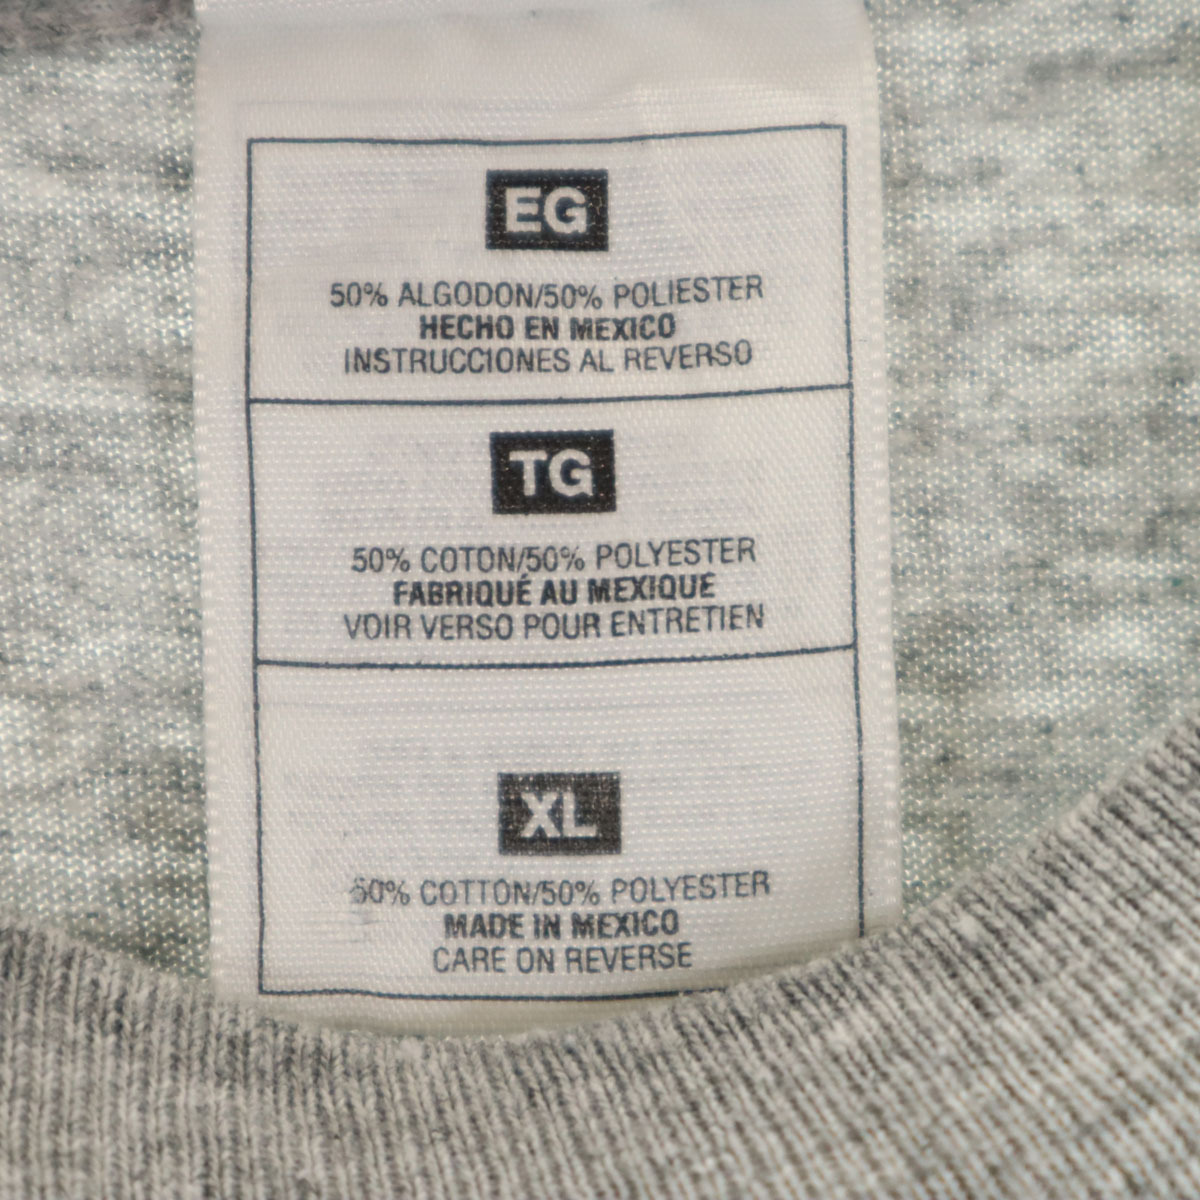 EG
50% ALGODON/50% POLIESTER
HECHO EN MEXICO
INSTRUCCIONES AL REVERSO
TG
50% COTON/50% POLYESTER
FABRIQUÉ AU MEXIQUE
VOIR VERSO POUR ENTRETIEN
XL
50% COTTON/50% POLYESTER
MADE IN MEXICO
CARE ON REVERSE